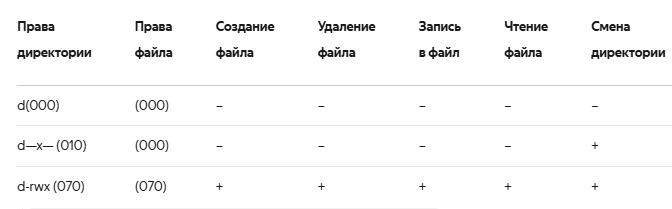 Права Права Создание Удаление Запись Чтение Смена
директории файла файла файла в файл файла директории
d(000) (000) – – – – –
d—x— (010) (000) – – – – +
d-rwx (070) (070) + + + + +